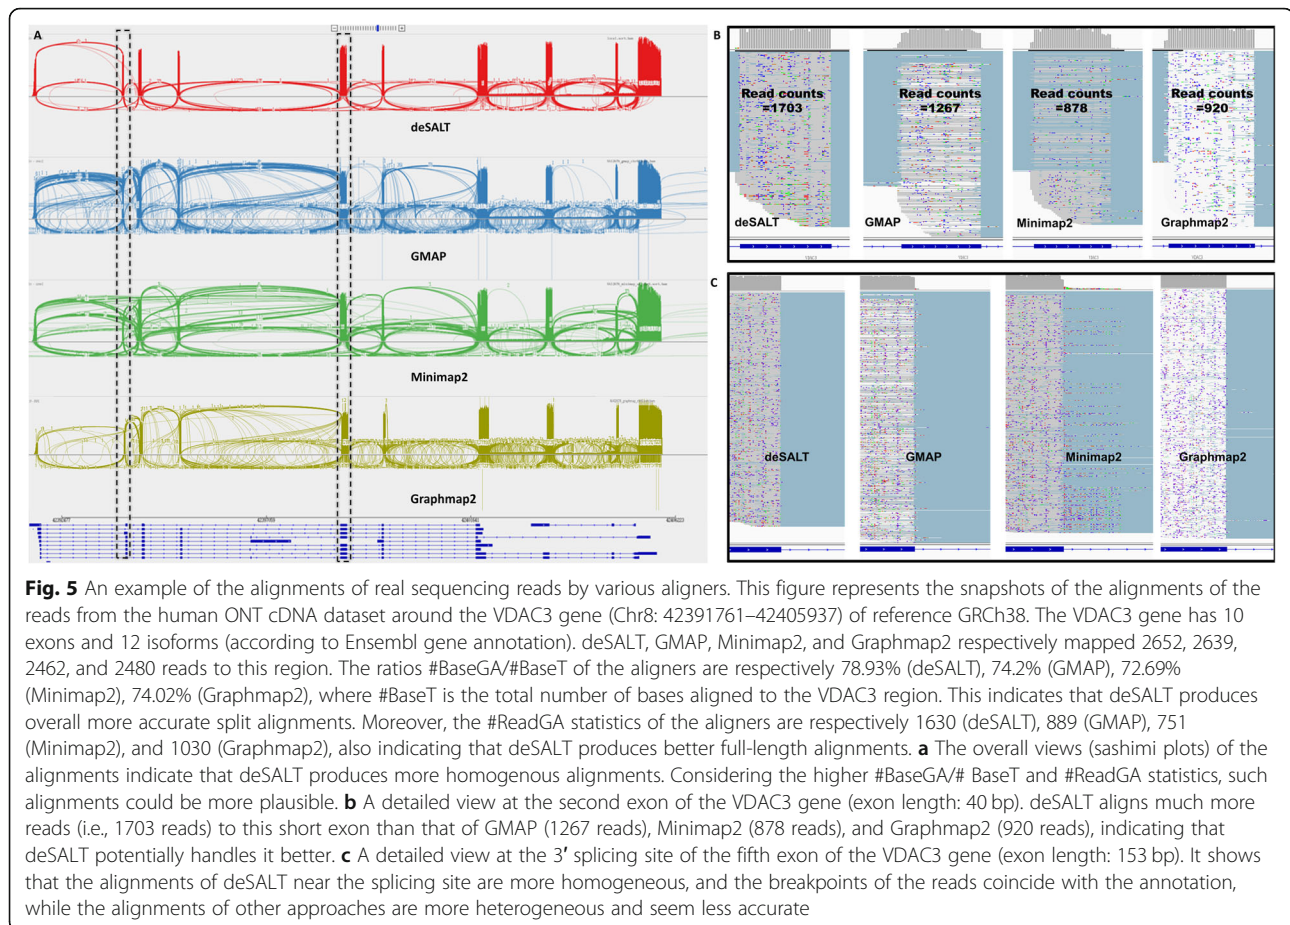 A
deSALT
GMAP
Minimap2
Graphmap2
B
Read counts
=1703
Read counts
=1267
Read counts
=878
Read counts
=920
deSALT
GMAP
Minimap2
Graphmap2
C
deSALT
GMAP
Minimap2
Graphmap2
Fig. 5 An example of the alignments of real sequencing reads by various aligners. This figure represents the snapshots of the alignments of the
reads from the human ONT cDNA dataset around the VDAC3 gene (Chr8: 42391761–42405937) of reference GRCh38. The VDAC3 gene has 10
exons and 12 isoforms (according to Ensembl gene annotation). deSALT, GMAP, Minimap2, and Graphmap2 respectively mapped 2652, 2639,
2462, and 2480 reads to this region. The ratios #BaseGA/#BaseT of the aligners are respectively 78.93% (deSALT), 74.2% (GMAP), 72.69%
(Minimap2), 74.02% (Graphmap2), where #BaseT is the total number of bases aligned to the VDAC3 region. This indicates that deSALT produces
overall more accurate split alignments. Moreover, the #ReadGA statistics of the aligners are respectively 1630 (deSALT), 889 (GMAP), 751
(Minimap2), and 1030 (Graphmap2), also indicating that deSALT produces better full-length alignments. a The overall views (sashimi plots) of the
alignments indicate that deSALT produces more homogenous alignments. Considering the higher #BaseGA/# BaseT and #ReadGA statistics, such
alignments could be more plausible. b A detailed view at the second exon of the VDAC3 gene (exon length: 40 bp). deSALT aligns much more
reads (i.e., 1703 reads) to this short exon than that of GMAP (1267 reads), Minimap2 (878 reads), and Graphmap2 (920 reads), indicating that
deSALT potentially handles it better. c A detailed view at the 3′ splicing site of the fifth exon of the VDAC3 gene (exon length: 153 bp). It shows
that the alignments of deSALT near the splicing site are more homogeneous, and the breakpoints of the reads coincide with the annotation,
while the alignments of other approaches are more heterogeneous and seem less accurate